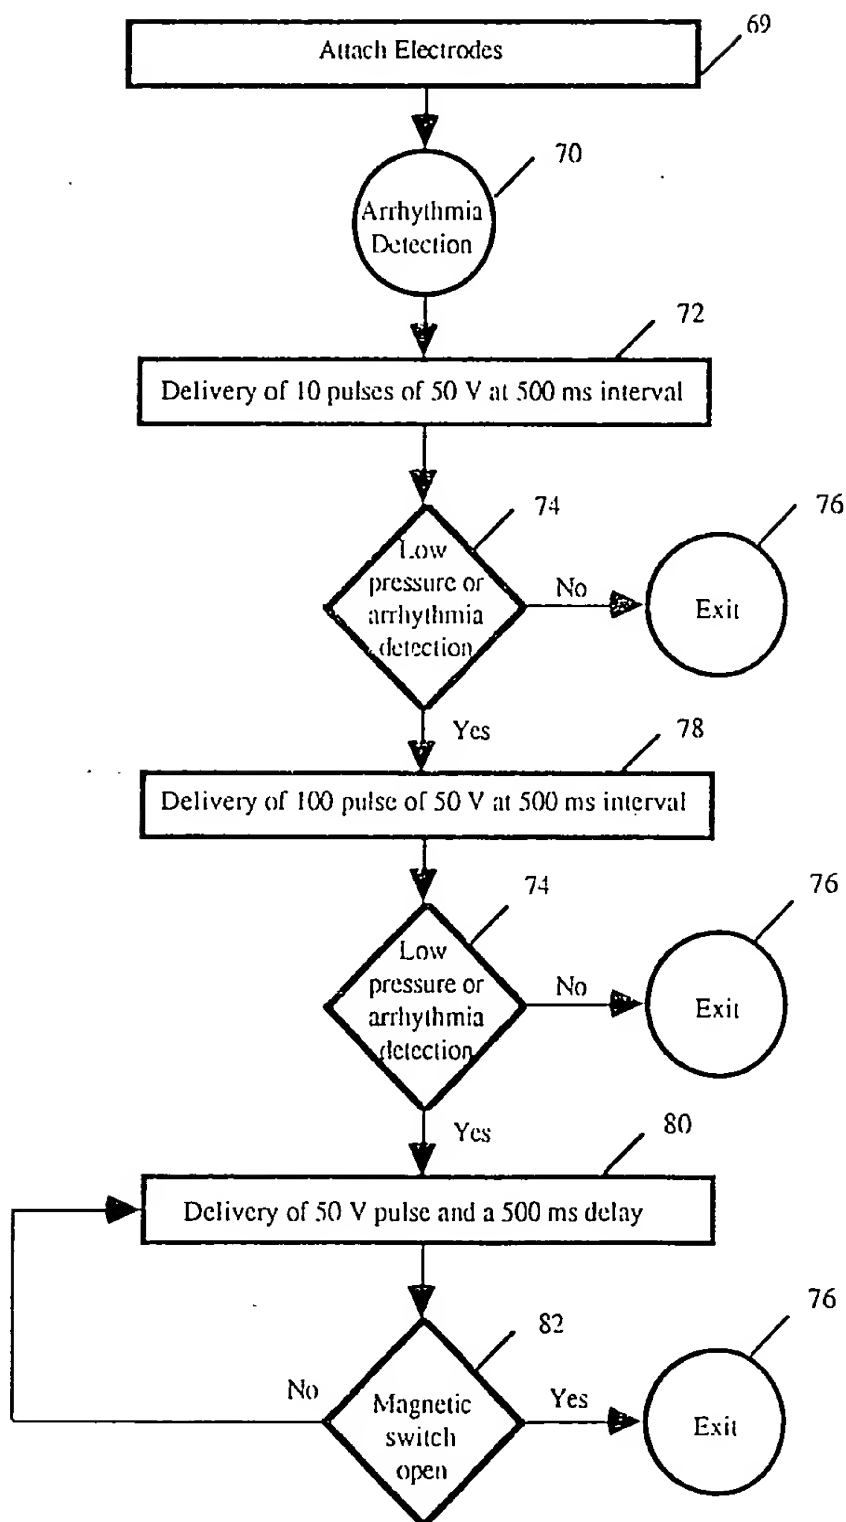 Attach Electrodes
69
70
Arrhythmia
Detection
72
Delivery of 10 pulses of 50 V at 500 ms interval
74
76
Low
pressure or
arrhythmia
detection
No
Exit
Yes
78
Delivery of 100 pulse of 50 V at 500 ms interval
74
76
Low
pressure or
arrhythmia
detection
No
Exit
Yes
80
Delivery of 50 V pulse and a 500 ms delay
76
82
No
Magnetic
switch
open
Yes
Exit